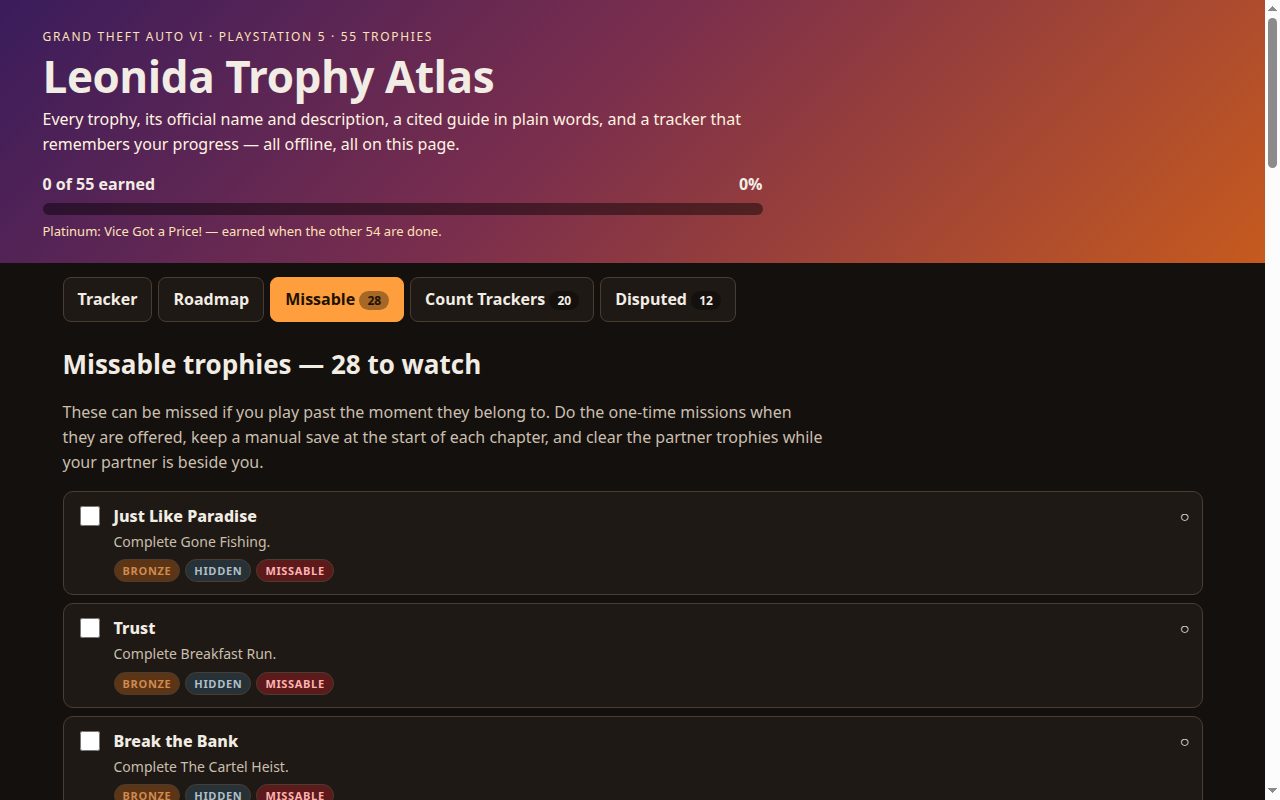 GRAND THEFT AUTO VI · PLAYSTATION 5 · 55 TROPHIES
Leonida Trophy Atlas
Every trophy, its official name and description, a cited guide in plain words, and a tracker that
remembers your progress — all offline, all on this page.
0 of 55 earned 0%
Platinum: Vice Got a Price! — earned when the other 54 are done.
Tracker Roadmap Missable 28 Count Trackers 20 Disputed 12
Missable trophies — 28 to watch
These can be missed if you play past the moment they belong to. Do the one-time missions when
they are offered, keep a manual save at the start of each chapter, and clear the partner trophies while
your partner is beside you.
Just Like Paradise
Complete Gone Fishing.
BRONZE HIDDEN MISSABLE
Trust
Complete Breakfast Run.
BRONZE HIDDEN MISSABLE
Break the Bank
Complete The Cartel Heist.
BRONZE HIDDEN MISSABLE